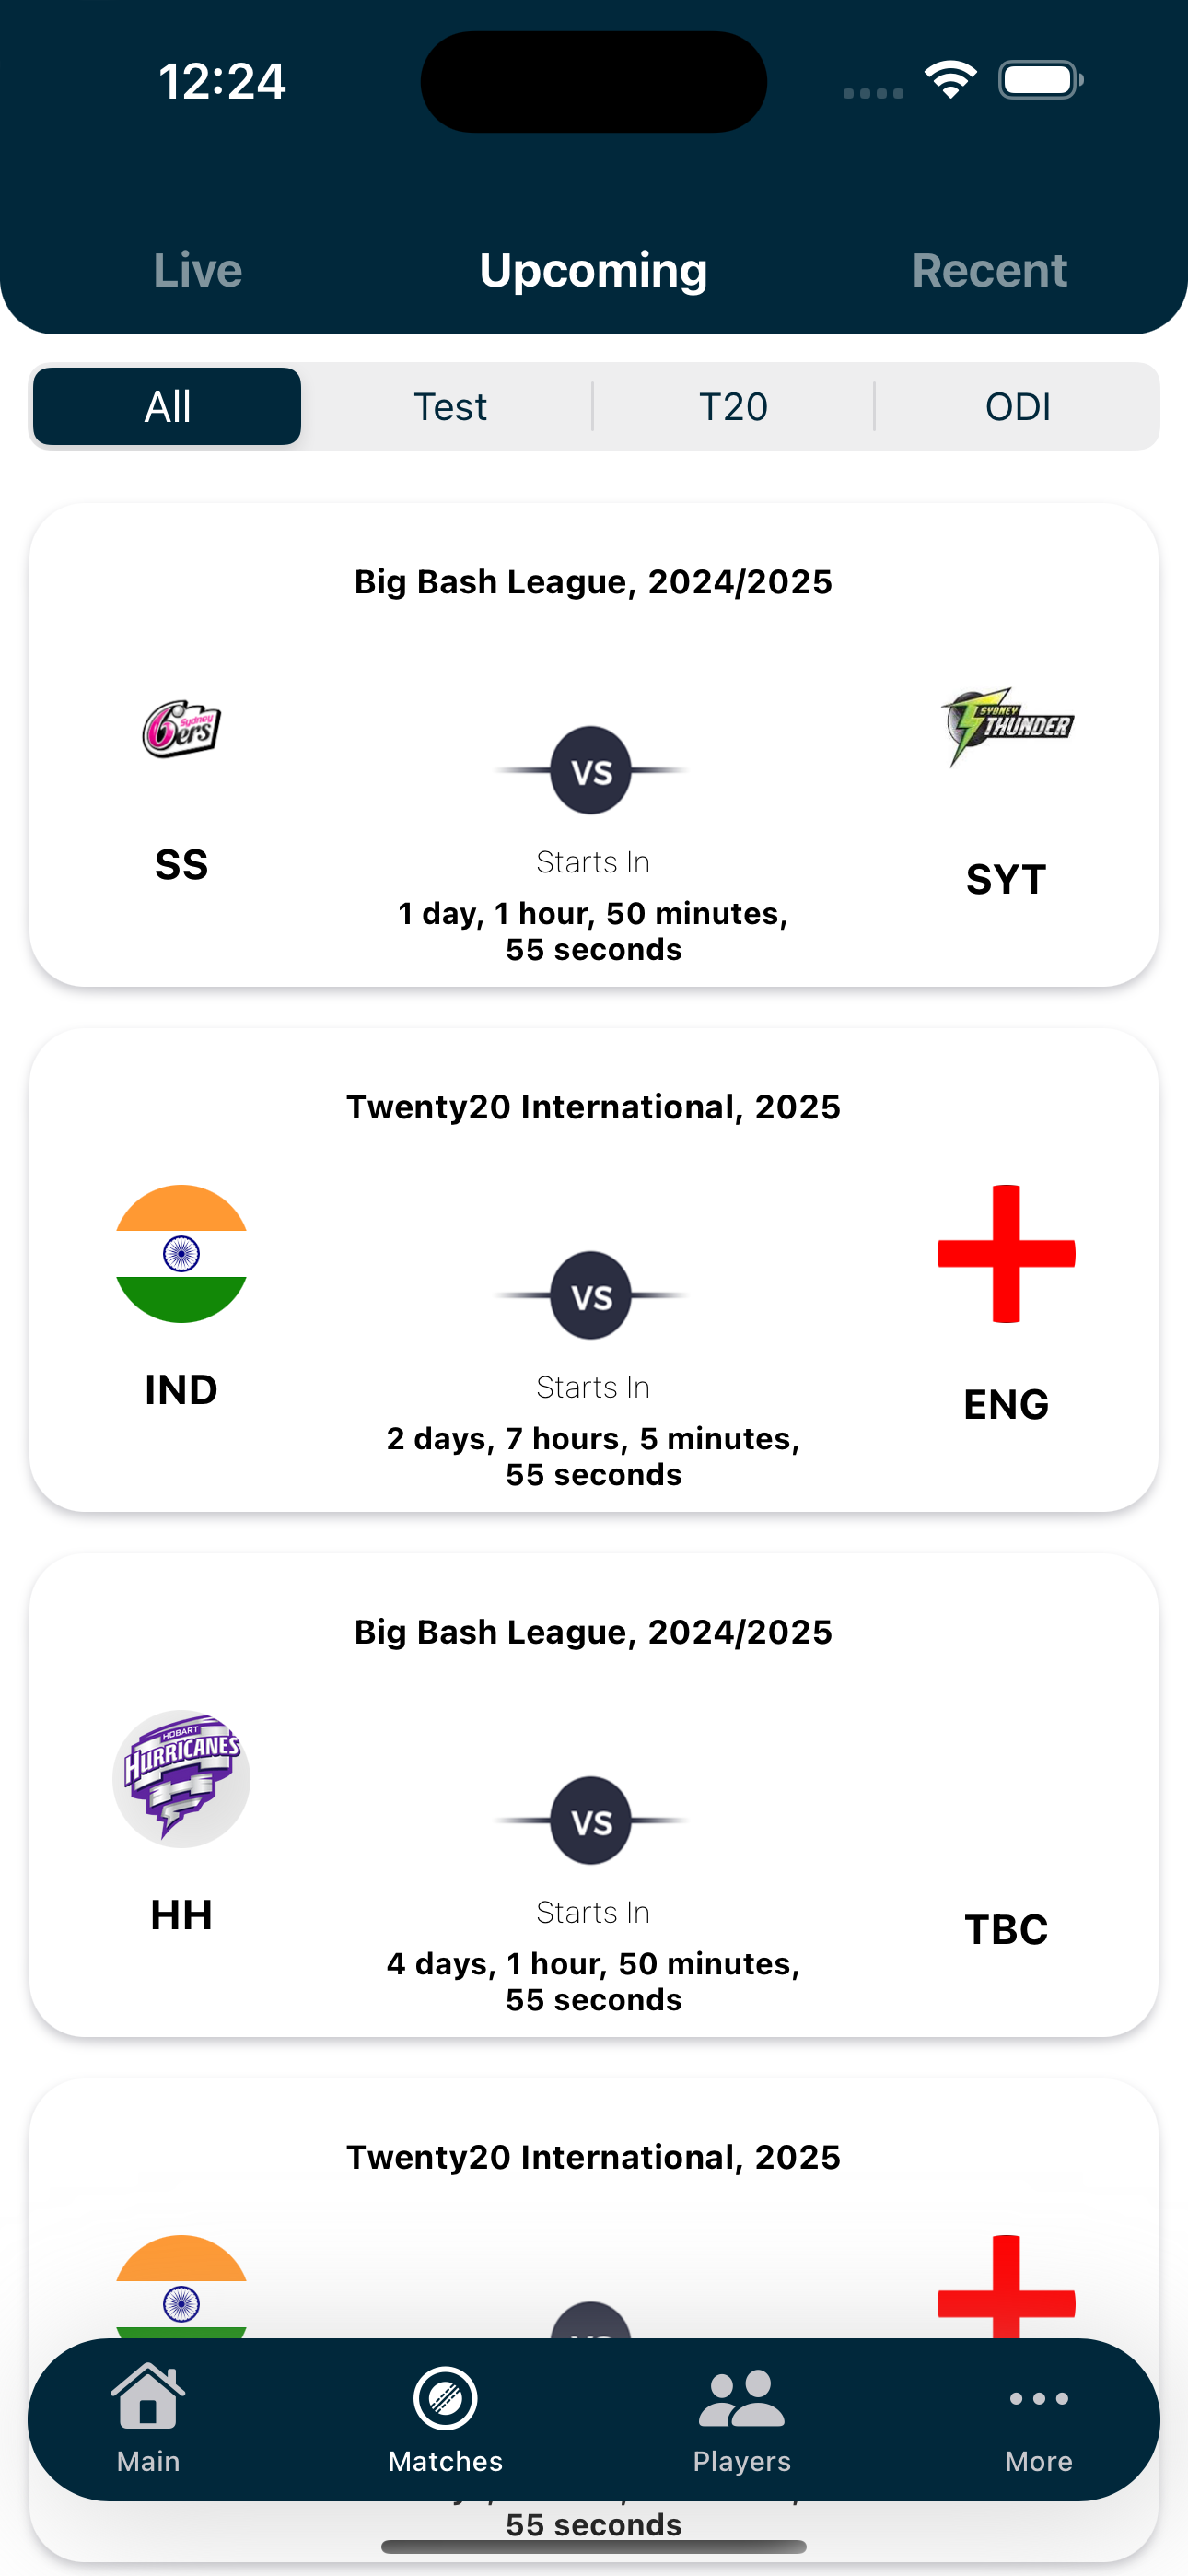 12:24
Live Upcoming Recent
All Test T20 ODI
Big Bash League, 2024/2025
Sydney
6ers
SYDNEY
THUNDER
VS
SS
Starts In
SYT
1 day, 1 hour, 50 minutes,
55 seconds
Twenty20 International, 2025
VS
IND
Starts In
ENG
2 days, 7 hours, 5 minutes,
55 seconds
Big Bash League, 2024/2025
HOBART
HURRICANES
VS
HH
Starts In
TBC
4 days, 1 hour, 50 minutes,
55 seconds
Twenty20 International, 2025
VS
Main Matches Players More
55 seconds